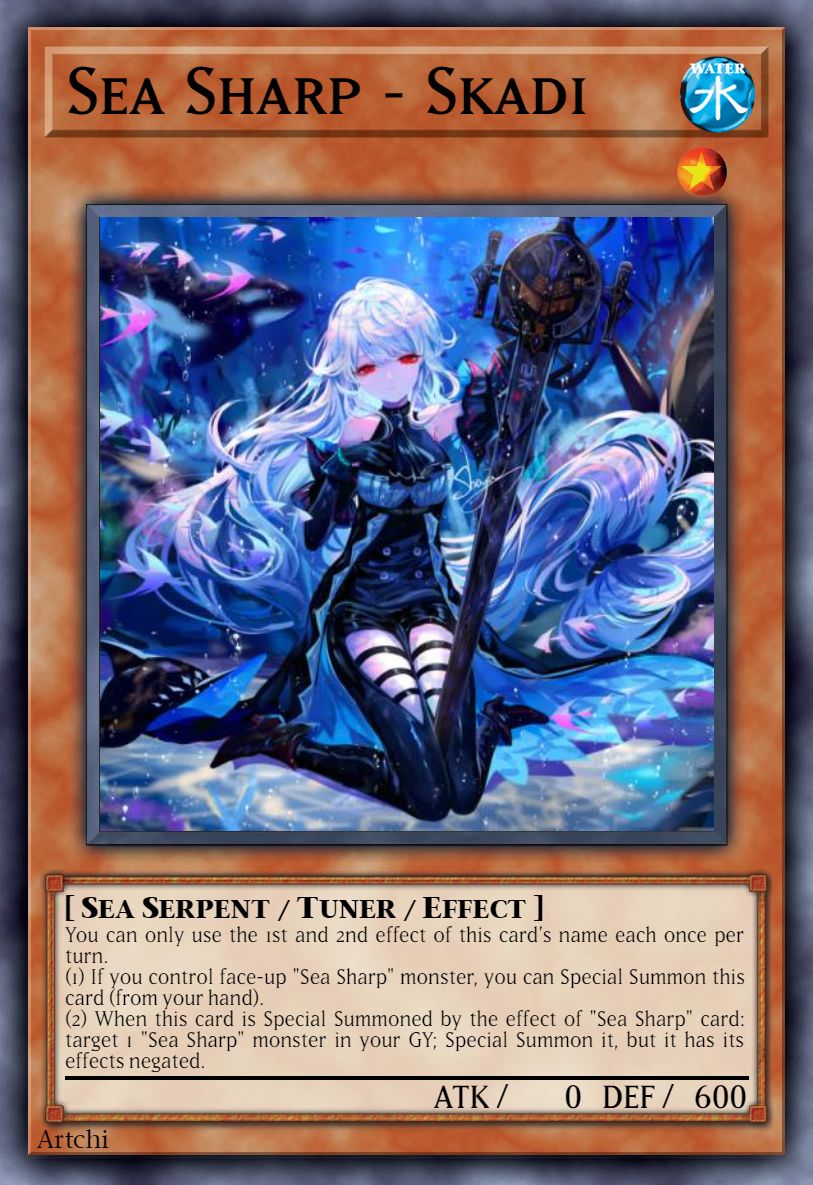 Sea Sharp - Skadi
WATER
水
SK
Shaya
[ Sea Serpent / Tuner / Effect ]
You can only use the 1st and 2nd effect of this card's name each once per
turn.
(1) If you control face-up "Sea Sharp" monster, you can Special Summon this
card (from your hand).
(2) When this card is Special Summoned by the effect of "Sea Sharp" card:
target 1 "Sea Sharp" monster in your GY; Special Summon it, but it has its
effects negated.
ATK / 0 DEF / 600
Artchi